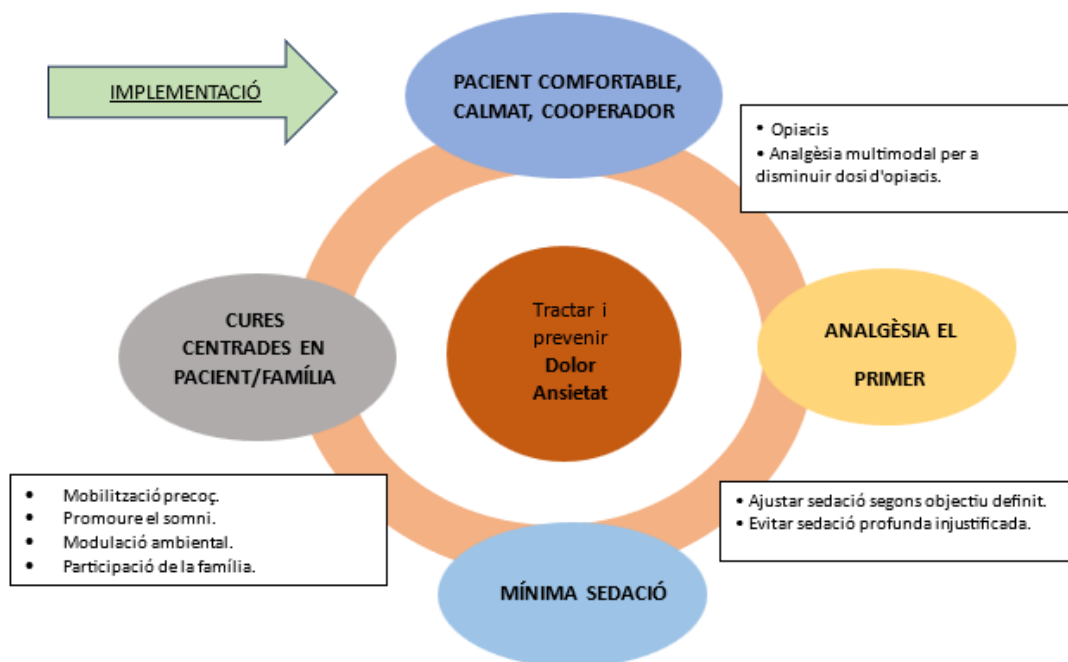 IMPLEMENTACIÓ
PACIENT COMFORTABLE,
CALMAT, COOPERADOR
• Opiacis
• Analgèsia multimodal per a
disminuir dosi d'opiacis.
CURES
CENTRADES EN
PACIENT/FAMÍLIA
Tractar i
prevenir
Dolor
Ansietat
ANALGÈSIA EL
PRIMER
• Mobilització precoç.
• Promoure el somni.
• Modulació ambiental.
• Participació de la família.
• Ajustar sedació segons objectiu definit.
• Evitar sedació profunda injustificada.
MÍNIMA SEDACIÓ